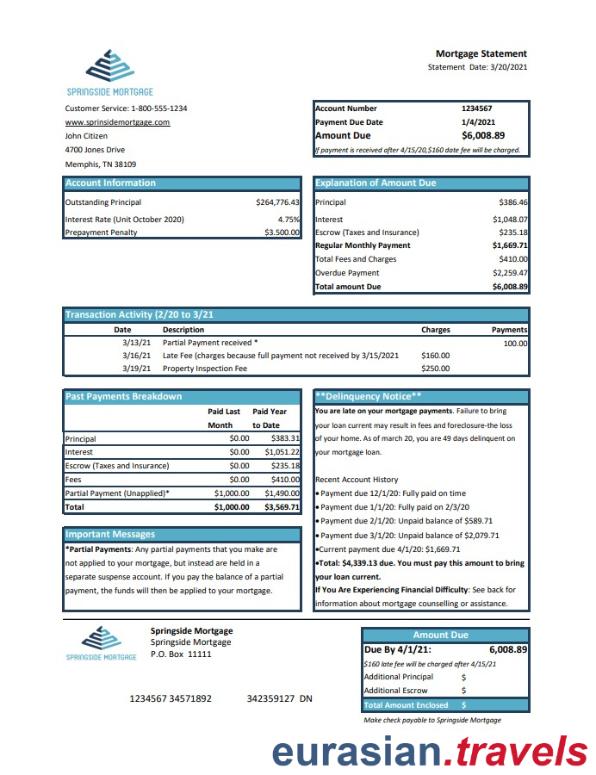 Mortgage Statement
Statement Date: 3/20/2021
SPRINGSIDE MORTGAGE
Customer Service: 1-800-555-1234
www.sprinsidemortgage.com
John Citizen
4700 Jones Drive
Memphis, TN 38109
Account Number 1234567
Payment Due Date 1/4/2021
Amount Due $6,008.89
If payment is received after 4/15/20,$160 date fee will be charged.
Account Information
Outstanding Principal $264,776.43
Interest Rate (Unit October 2020) 4.75%
Prepayment Penalty $3.500.00
Explanation of Amount Due
Principal $386.46
Interest $1,048.07
Escrow (Taxes and Insurance) $235.18
Regular Monthly Payment $1,669.71
Total Fees and Charges $410.00
Overdue Payment $2,259.47
Total amount Due $6,008.89
Transaction Activity (2/20 to 3/21
Date Description Charges Payments
3/13/21 Partial Payment received * 100.00
3/16/21 Late Fee (charges because full payment not received by 3/15/2021 $160.00
3/19/21 Property Inspection Fee $250.00
Past Payments Breakdown
Paid Last Paid Year
Month to Date
Principal $0.00 $383.31
Interest $0.00 $1,051.22
Escrow (Taxes and Insurance) $0.00 $235.18
Fees $0.00 $410.00
Partial Payment (Unapplied)* $1,000.00 $1,490.00
Total $1,000.00 $3,569.71
Important Messages
*Partial Payments: Any partial payments that you make are
not applied to your mortgage, but instead are held in a
separate suspense account. If you pay the balance of a partial
payment, the funds will then be applied to your mortgage.
**Delinquency Notice**
You are late on your mortgage payments. Failure to bring
your loan current may result in fees and foreclosure-the loss
of your home. As of march 20, you are 49 days delinquent on
your mortgage loan.
Recent Account History
•Payment due 12/1/20: Fully paid on time
•Payment due 1/1/20: Fully paid on 2/3/20
•Payment due 2/1/20: Unpaid balance of $589.71
•Payment due 3/1/20: Unpaid balance of $2,079.71
•Current payment due 4/1/20: $1,669.71
•Total: $4,339.13 due. You must pay this amount to bring
your loan current.
If You Are Experiencing Financial Difficulty: See back for
information about mortgage counselling or assistance.
SPRINGSIDE MORTGAGE
Springside Mortgage
Springside Mortgage
P.O. Box 11111
1234567 34571892 342359127 DN
Amount Due
Due By 4/1/21: 6,008.89
$160 late fee will be charged after 4/15/21
Additional Principal $
Additional Escrow $
Total Amount Enclosed $
Make check payable to Springside Mortgage
eurasian.travels